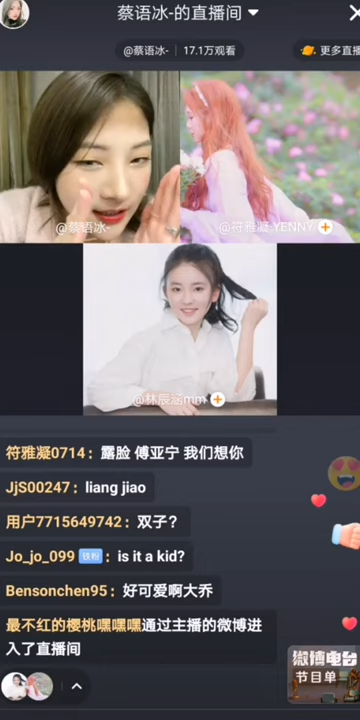 蔡语冰-的直播间
@蔡语冰- 17.1万观看
更多直播
@蔡语冰-
@符雅凝.YENNY
@林辰涵mm
符雅凝0714：露脸 傅亚宁 我们想你
JjS00247：liang jiao
用户7715649742：双子？
Jo_jo_099 铁粉：is it a kid?
Bensonchen95：好可爱啊大乔
最不红的樱桃嘿嘿嘿通过主播的微博进
入了直播间
微博电台
节目单